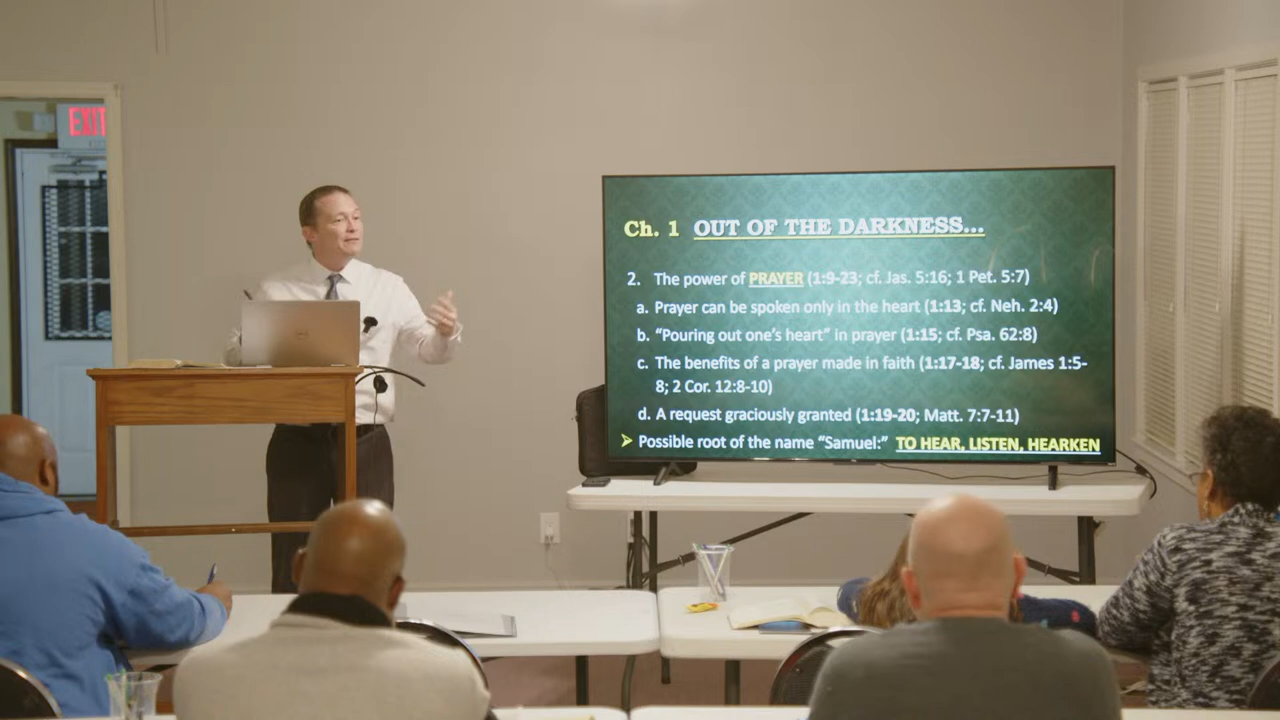 EXIT
Ch. 1 OUT OF THE DARKNESS...
2. The power of PRAYER (1:9-23; cf. Jas. 5:16; 1 Pet. 5:7)
a. Prayer can be spoken only in the heart (1:13; cf. Neh. 2:4)
b. “Pouring out one’s heart” in prayer (1:15; cf. Psa. 62:8)
c. The benefits of a prayer made in faith (1:17-18; cf. James 1:5-
8; 2 Cor. 12:8-10)
d. A request graciously granted (1:19-20; Matt. 7:7-11)
➢ Possible root of the name “Samuel:” TO HEAR, LISTEN, HEARKEN